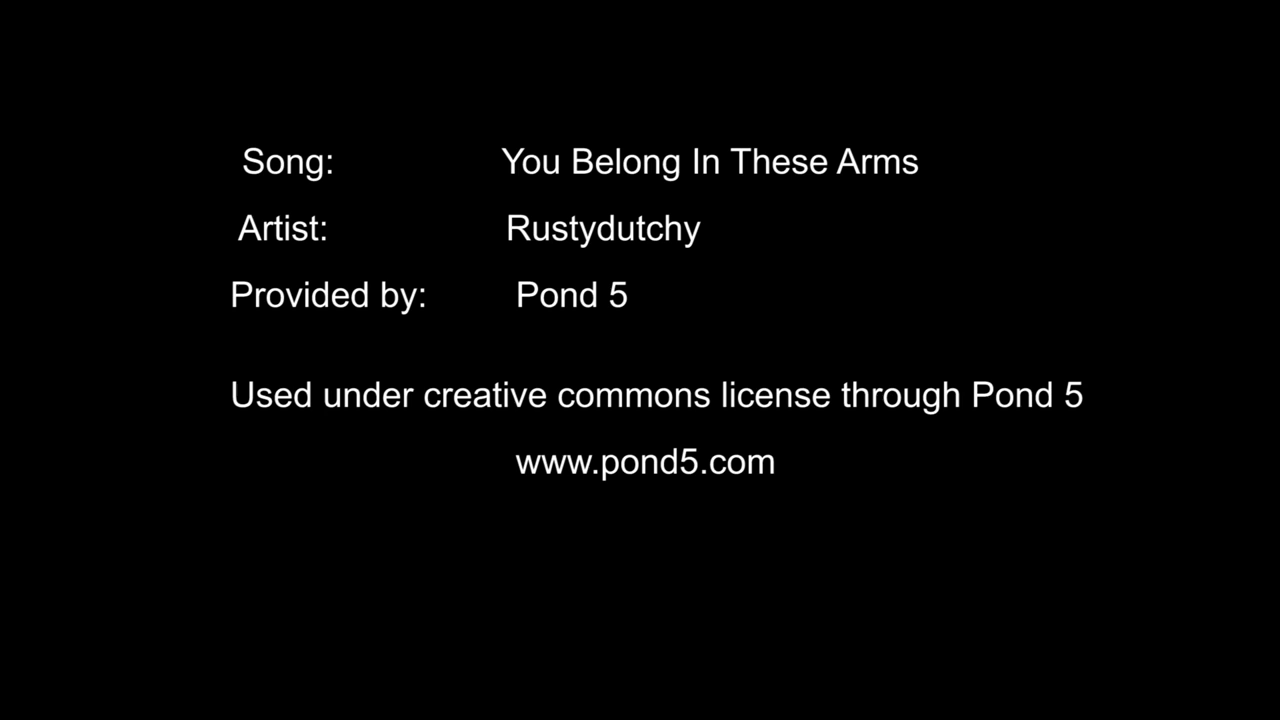 Song: You Belong In These Arms
Artist: Rustydutchy
Provided by: Pond 5
Used under creative commons license through Pond 5
www.pond5.com